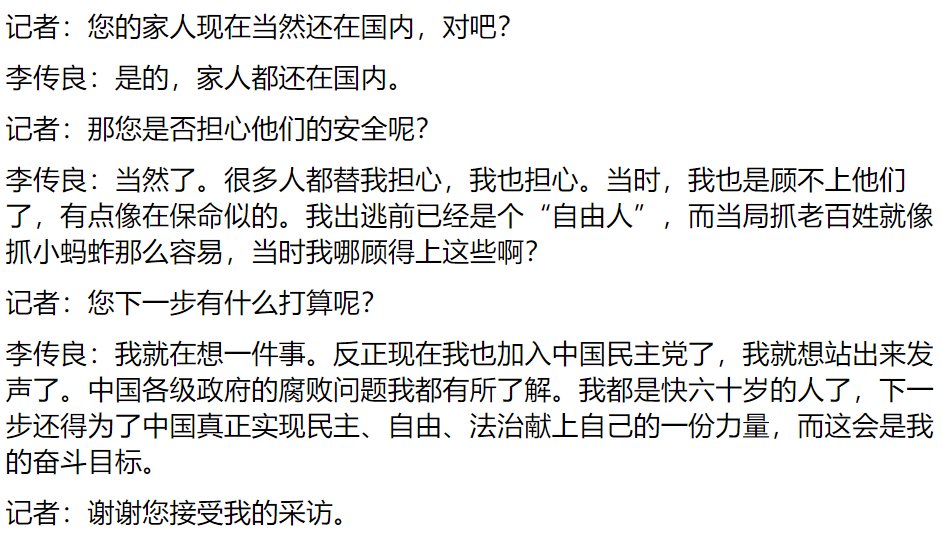 记者：您的家人现在当然还在国内，对吧？
李传良：是的，家人都还在国内。
记者：那您是否担心他们的安全呢？
李传良：当然了。很多人都替我担心，我也担心。当时，我也是顾不上他们
了，有点像在保命似的。我出逃前已经是个“自由人”，而当局抓老百姓就像
抓小蚂蚱那么容易，当时我哪顾得上这些啊？
记者：您下一步有什么打算呢？
李传良：我就在想一件事。反正现在我也加入中国民主党了，我就想站出来发
声了。中国各级政府的腐败问题我都有所了解。我都是快六十岁的人了，下一
步还得为了中国真正实现民主、自由、法治献上自己的一份力量，而这会是我
的奋斗目标。
记者：谢谢您接受我的采访。